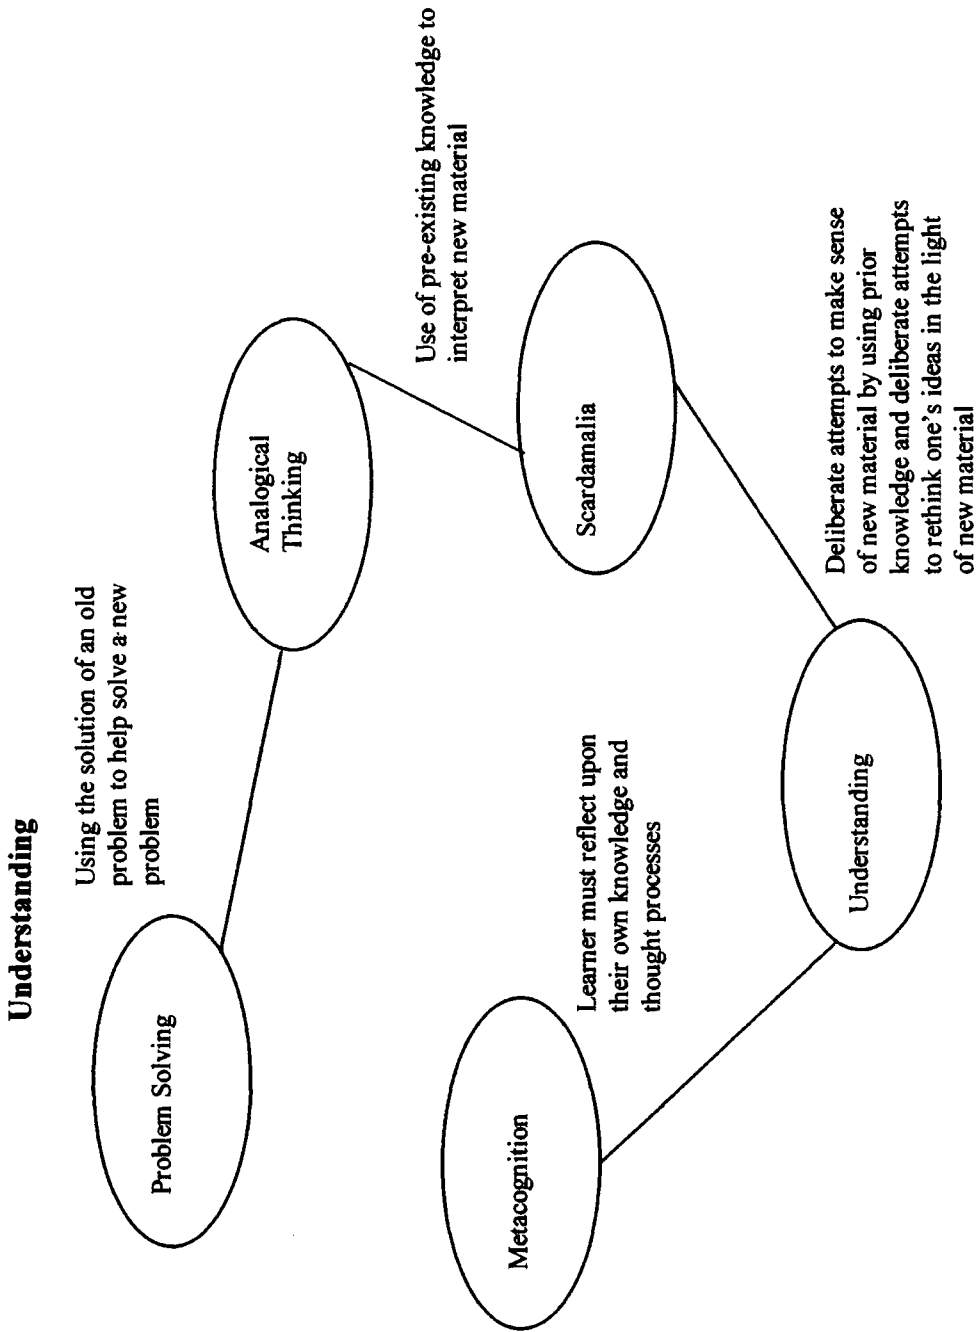 Understanding
Using the solution of an old
problem to help solve a new
problem
Problem Solving
Analogical
Thinking
Use of pre-existing knowledge to
interpret new material
Metacognition
Learner must reflect upon
their own knowledge and
thought processes
Scardamalia
Understanding
Deliberate attempts to make sense
of new material by using prior
knowledge and deliberate attempts
to rethink one's ideas in the light
of new material